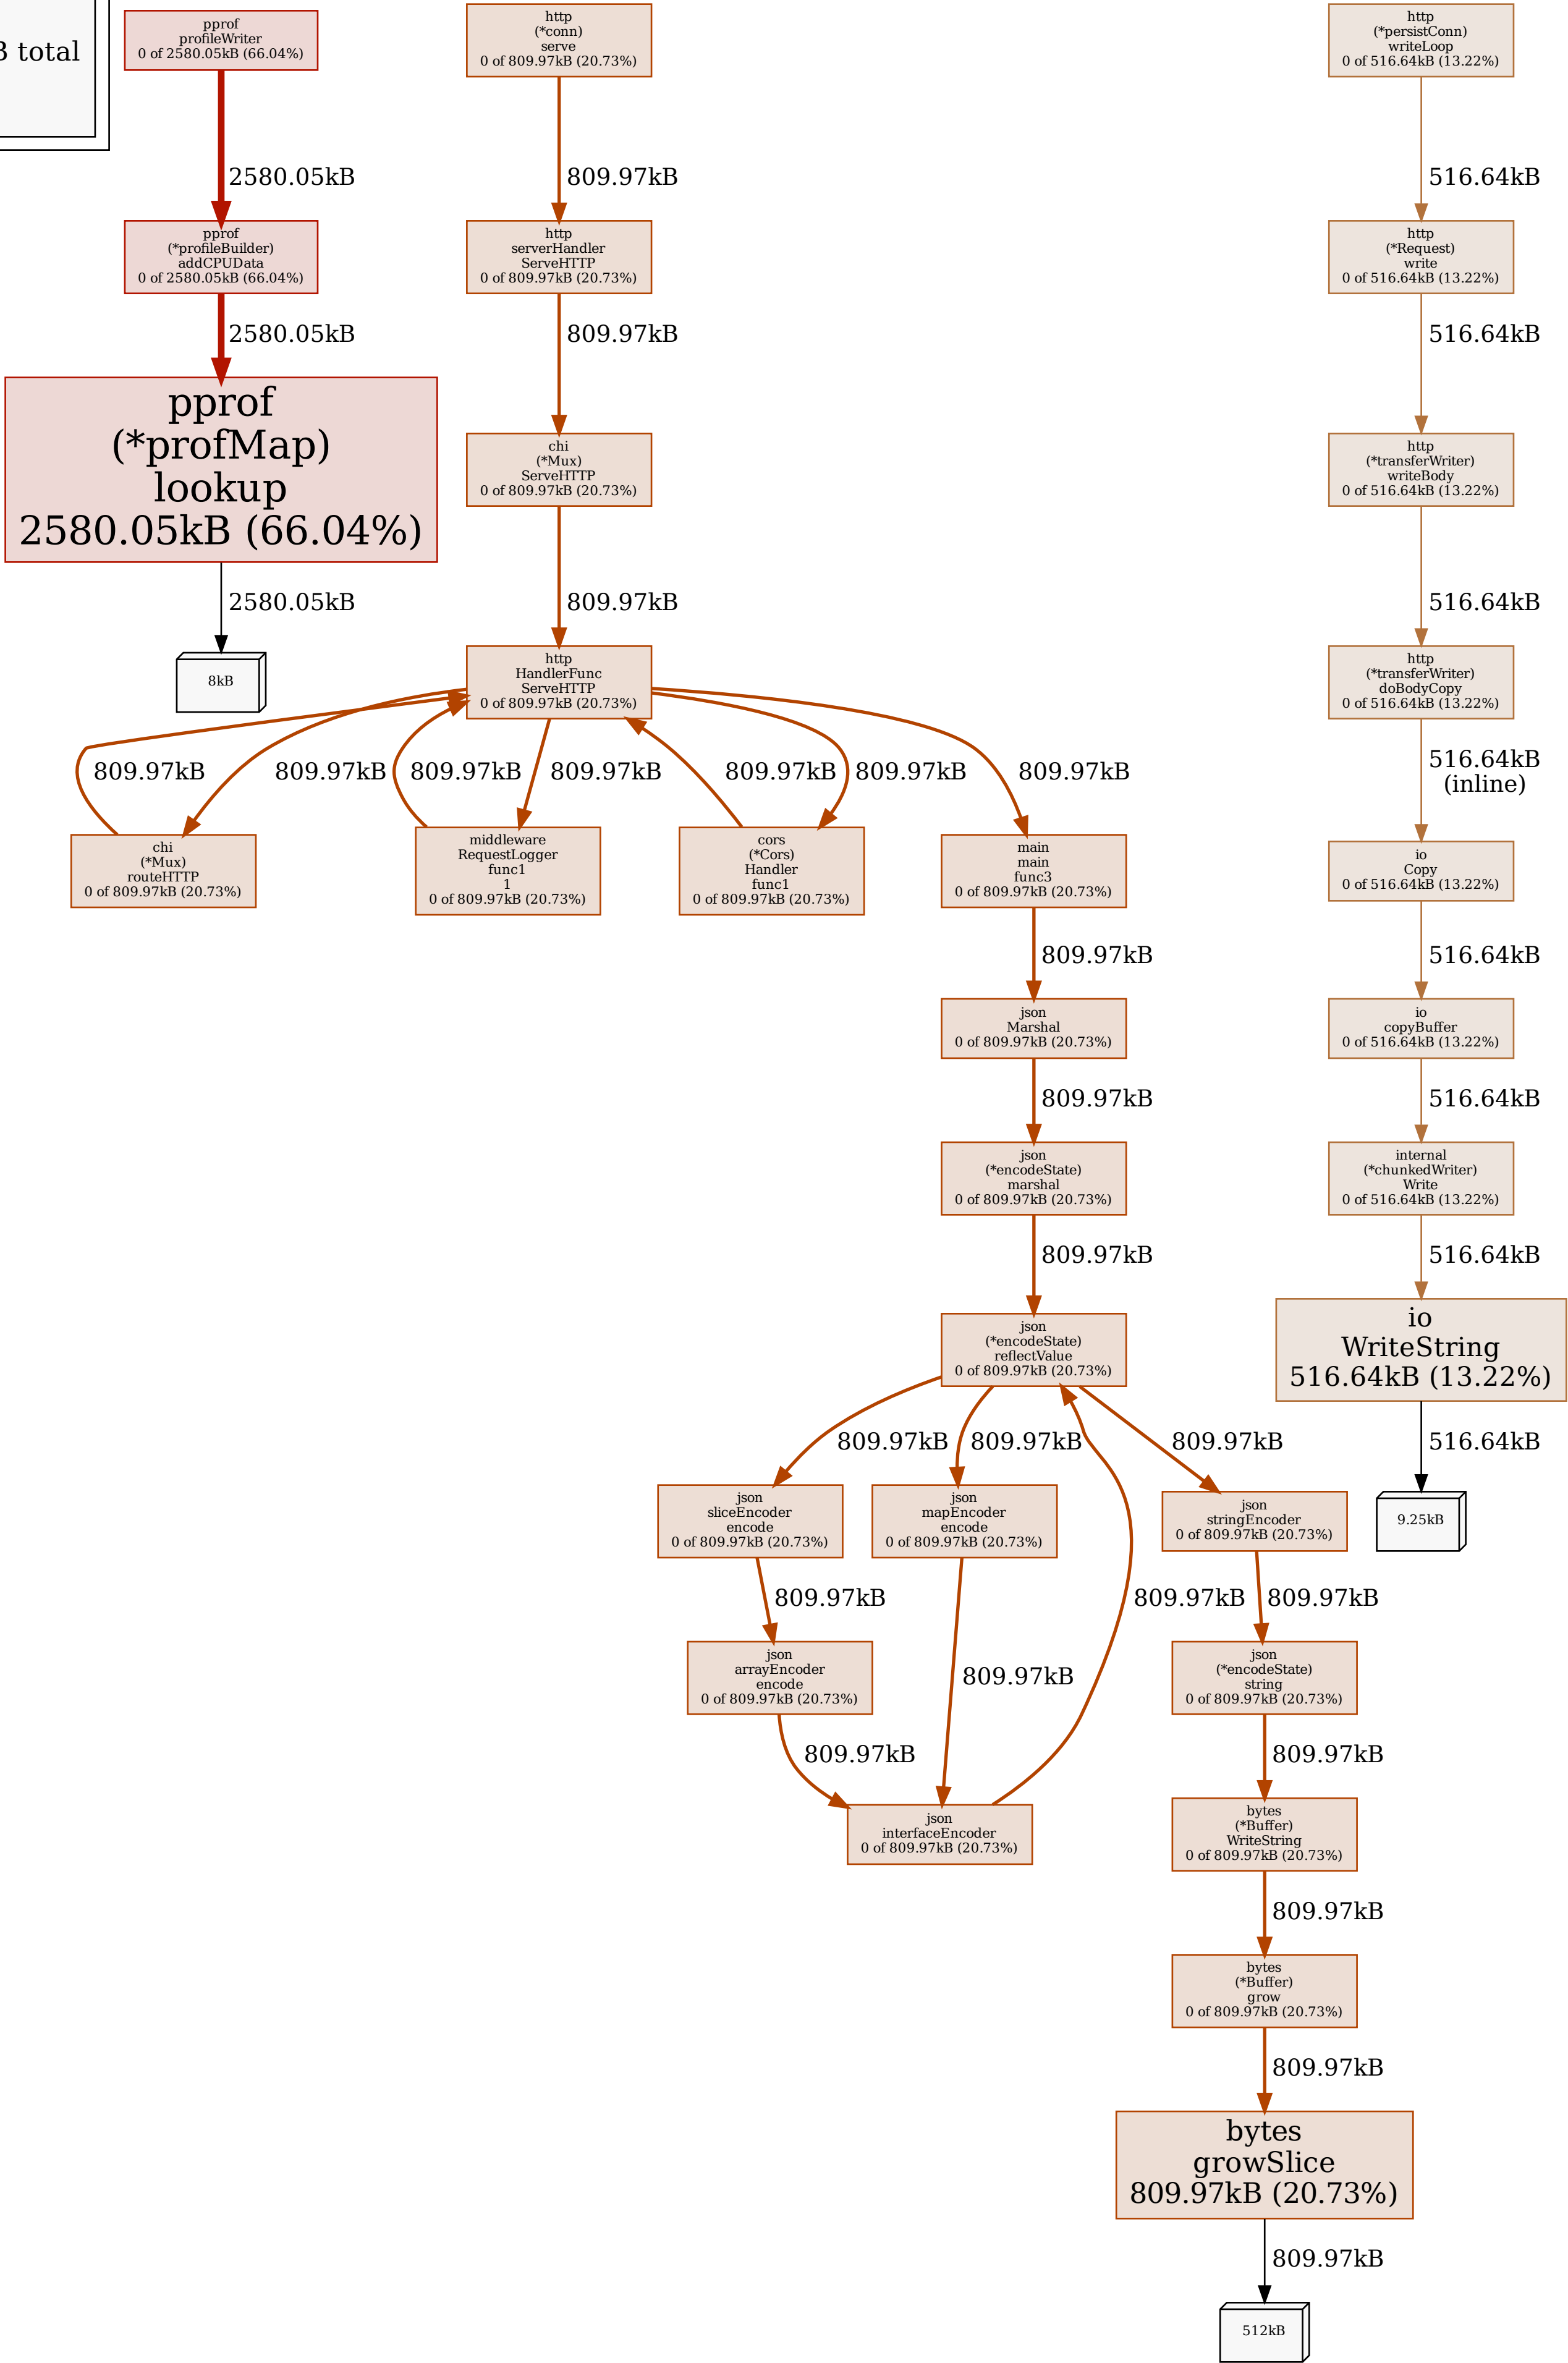 B total
pprof
profileWriter
0 of 2580.05kB (66.04%)
http
(*conn)
serve
0 of 809.97kB (20.73%)
http
(*persistConn)
writeLoop
0 of 516.64kB (13.22%)
2580.05kB
809.97kB
516.64kB
pprof
(*profileBuilder)
addCPUData
0 of 2580.05kB (66.04%)
http
serverHandler
ServeHTTP
0 of 809.97kB (20.73%)
http
(*Request)
write
0 of 516.64kB (13.22%)
2580.05kB
809.97kB
516.64kB
pprof
(*profMap)
lookup
2580.05kB (66.04%)
chi
(*Mux)
ServeHTTP
0 of 809.97kB (20.73%)
http
(*transferWriter)
writeBody
0 of 516.64kB (13.22%)
2580.05kB
809.97kB
516.64kB
8kB
http
HandlerFunc
ServeHTTP
0 of 809.97kB (20.73%)
http
(*transferWriter)
doBodyCopy
0 of 516.64kB (13.22%)
809.97kB
809.97kB
809.97kB
809.97kB
809.97kB
809.97kB
809.97kB
516.64kB
(inline)
chi
(*Mux)
routeHTTP
0 of 809.97kB (20.73%)
middleware
RequestLogger
func1
1
0 of 809.97kB (20.73%)
cors
(*Cors)
Handler
func1
0 of 809.97kB (20.73%)
main
main
func3
0 of 809.97kB (20.73%)
io
Copy
0 of 516.64kB (13.22%)
809.97kB
516.64kB
json
Marshal
0 of 809.97kB (20.73%)
io
copyBuffer
0 of 516.64kB (13.22%)
809.97kB
516.64kB
json
(*encodeState)
marshal
0 of 809.97kB (20.73%)
internal
(*chunkedWriter)
Write
0 of 516.64kB (13.22%)
809.97kB
516.64kB
json
(*encodeState)
reflectValue
0 of 809.97kB (20.73%)
io
WriteString
516.64kB (13.22%)
809.97kB
809.97kB
809.97kB
516.64kB
json
sliceEncoder
encode
0 of 809.97kB (20.73%)
json
mapEncoder
encode
0 of 809.97kB (20.73%)
json
stringEncoder
0 of 809.97kB (20.73%)
9.25kB
809.97kB
809.97kB
809.97kB
json
arrayEncoder
encode
0 of 809.97kB (20.73%)
809.97kB
json
(*encodeState)
string
0 of 809.97kB (20.73%)
809.97kB
809.97kB
json
interfaceEncoder
0 of 809.97kB (20.73%)
bytes
(*Buffer)
WriteString
0 of 809.97kB (20.73%)
809.97kB
bytes
(*Buffer)
grow
0 of 809.97kB (20.73%)
809.97kB
bytes
growSlice
809.97kB (20.73%)
809.97kB
512kB